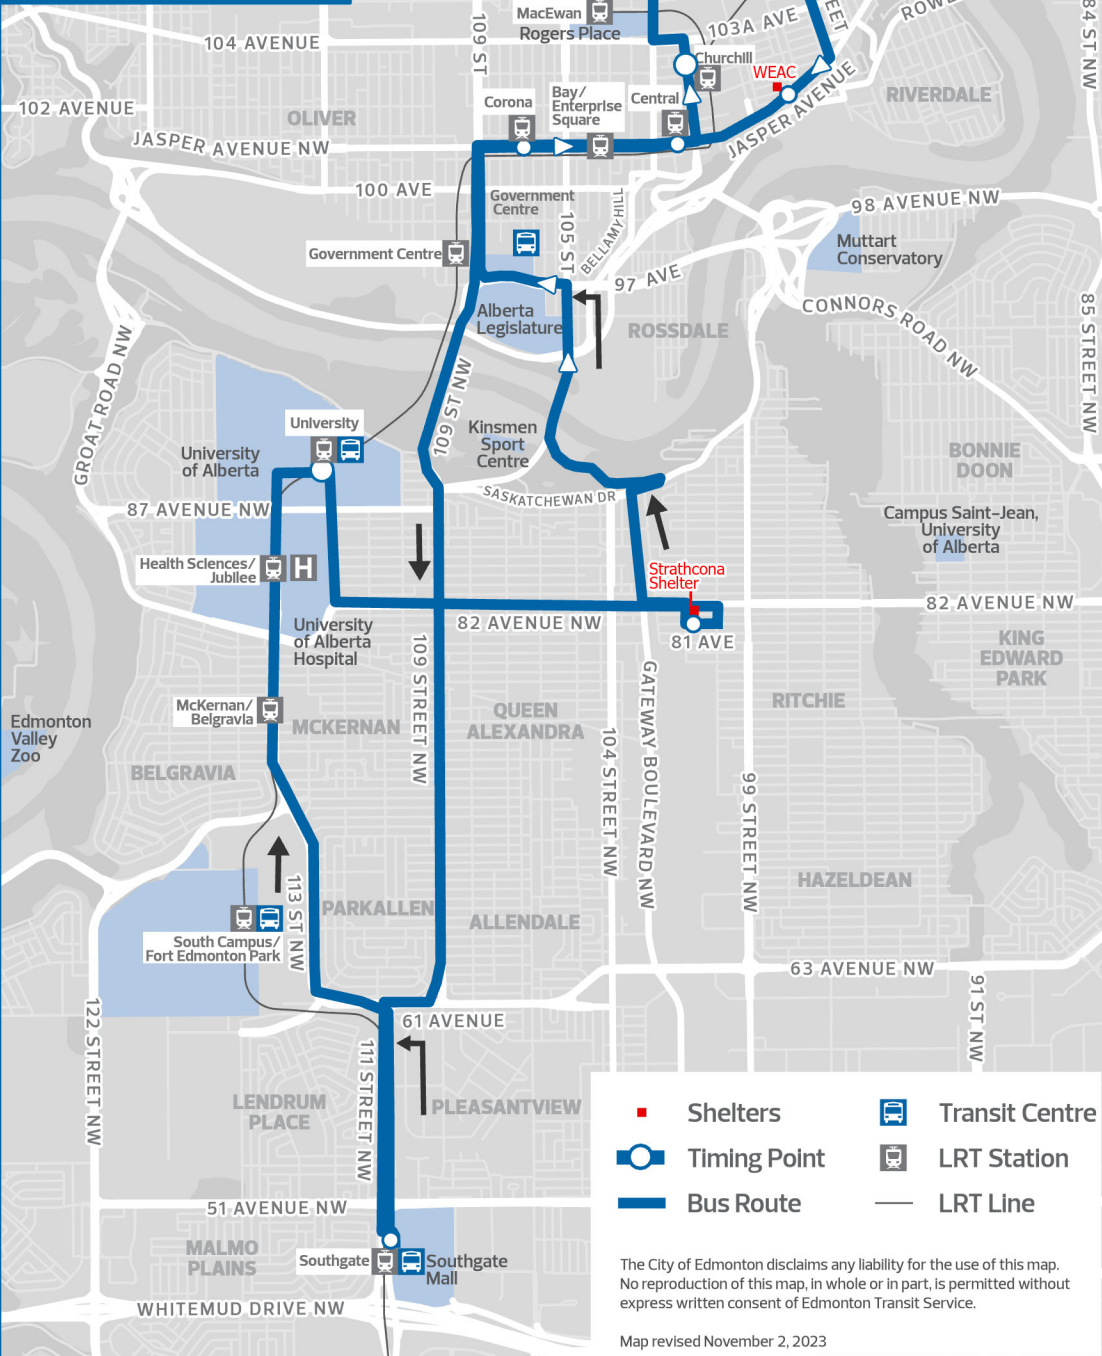 MacEwan
Rogers Place
109 ST
103A AVE
STREET
ROWL
84 ST NW
104 AVENUE
Churchill
WEAC
102 AVENUE
Corona
Bay/
Enterprise
Square
Central
RIVERDALE
OLIVER
JASPER AVENUE NW
JASPER AVENUE
100 AVE
Government
Centre
BELLAMY HILL
98 AVENUE NW
Government Centre
105 ST
Muttart
Conservatory
97 AVE
Alberta
Legislature
ROSSDALE
CONNORS ROAD NW
85 STREET NW
GROAT ROAD NW
109 ST NW
University
Kinsmen
Sport
Centre
University
of Alberta
BONNIE
DOON
SASKATCHEWAN DR
87 AVENUE NW
Campus Saint-Jean,
University
of Alberta
Health Sciences/
Jubilee
H
Strathcona
Shelter
82 AVENUE NW
82 AVENUE NW
81 AVE
University
of Alberta
Hospital
KING
EDWARD
PARK
109 STREET NW
GATEWAY BOULEVARD NW
McKernan/
Belgravia
MCKERNAN
QUEEN
ALEXANDRA
RITCHIE
Edmonton
Valley
Zoo
BELGRAVIA
104 STREET NW
99 STREET NW
113 ST NW
PARKALLEN
ALLENDALE
HAZELDEAN
South Campus/
Fort Edmonton Park
63 AVENUE NW
91 ST NW
122 STREET NW
61 AVENUE
111 STREET NW
LENDRUM
PLACE
PLEASANTVIEW
Shelters
Transit Centre
Timing Point
LRT Station
Bus Route
LRT Line
51 AVENUE NW
MALMO
PLAINS
Southgate
Southgate
Mall
WHITEMUD DRIVE NW
The City of Edmonton disclaims any liability for the use of this map.
No reproduction of this map, in whole or in part, is permitted without
express written consent of Edmonton Transit Service.
Map revised November 2, 2023